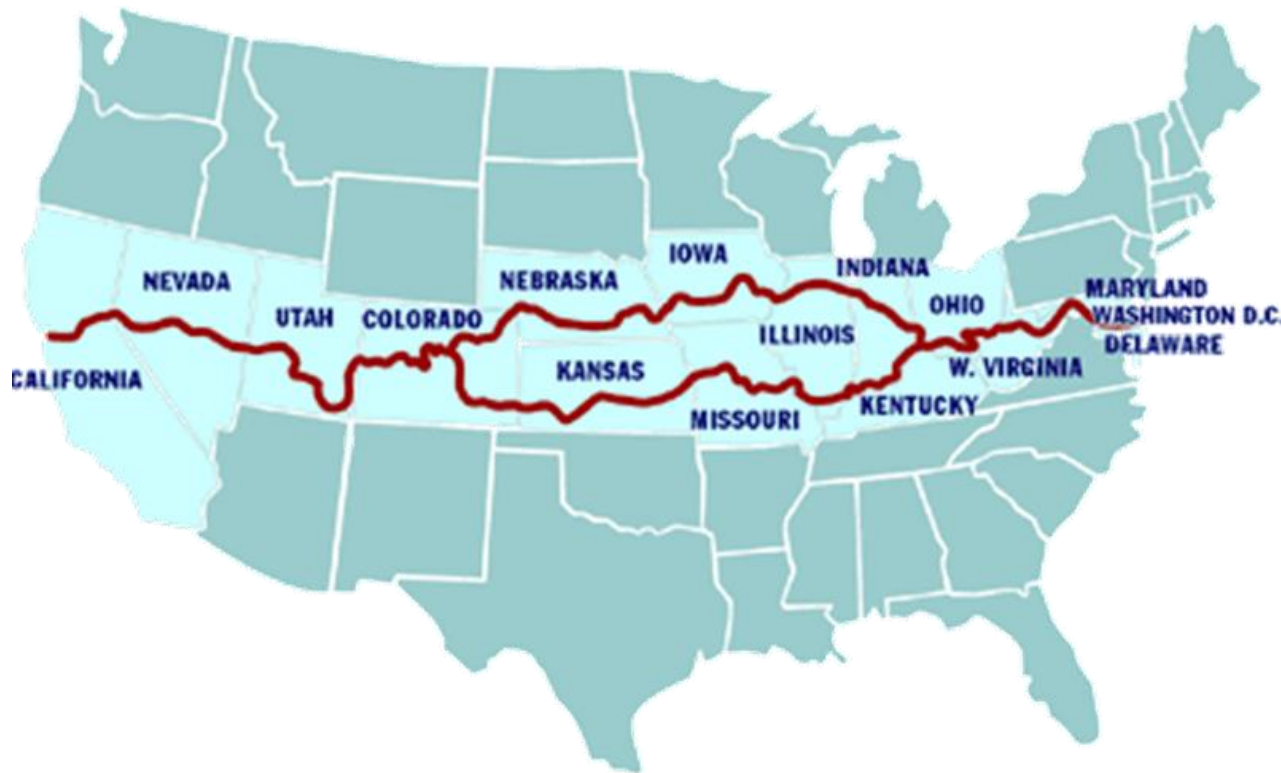 IOWA
INDIANA
NEVADA
NEBRASKA
MARYLAND
OHIO
WASHINGTON D.C.
UTAH
COLORADO
ILLINOIS
DELAWARE
KANSAS
W. VIRGINIA
CALIFORNIA
KENTUCKY
MISSOURI